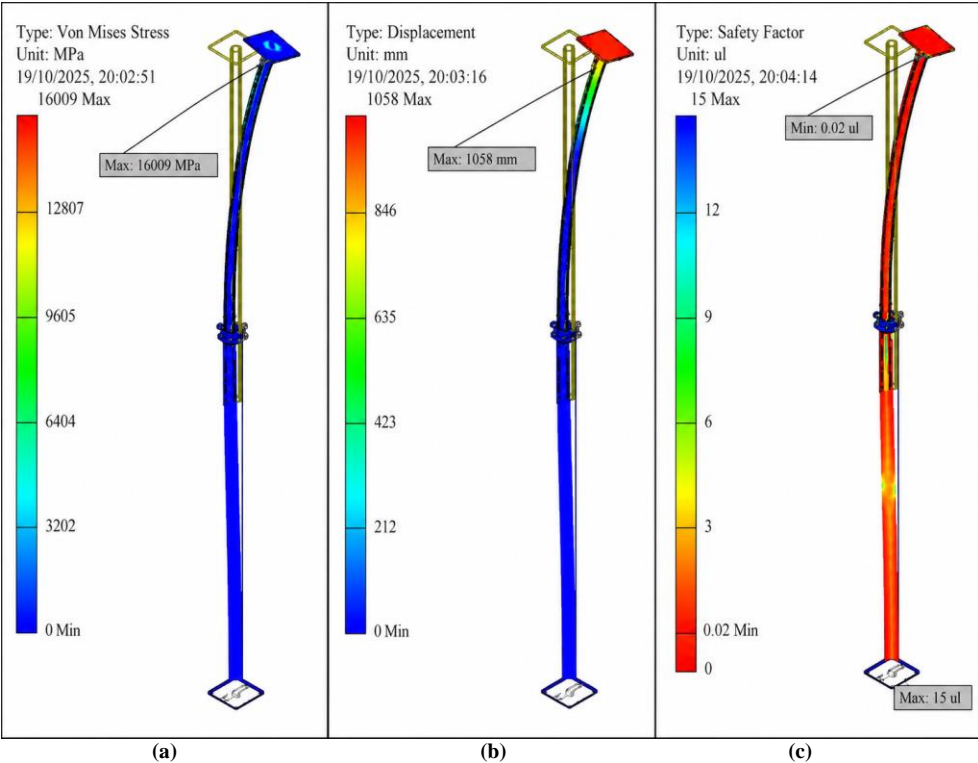 Type: Von Mises Stress
Unit: MPa
19/10/2025, 20:02:51
16009 Max
Max: 16009 MPa
12807
9605
6404
3202
0 Min
(a)
Type: Displacement
Unit: mm
19/10/2025, 20:03:16
1058 Max
Max: 1058 mm
846
635
423
212
0 Min
(b)
Type: Safety Factor
Unit: ul
19/10/2025, 20:04:14
15 Max
Min: 0.02 ul
12
9
6
3
0.02 Min
0
Max: 15 ul
(c)